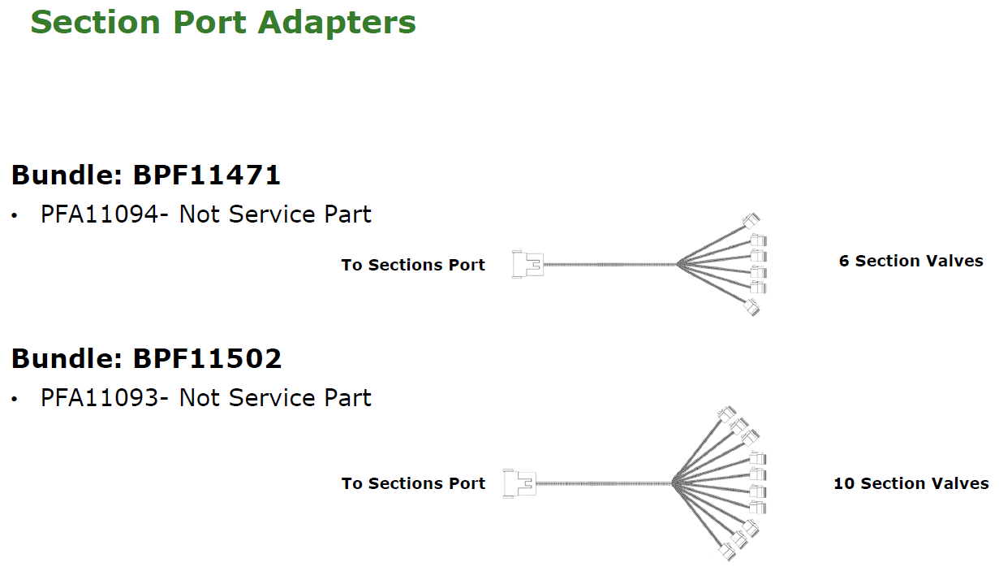 Section Port Adapters
Bundle: BPF11471
• PFA11094- Not Service Part
To Sections Port
6 Section Valves
Bundle: BPF11502
• PFA11093- Not Service Part
To Sections Port
10 Section Valves